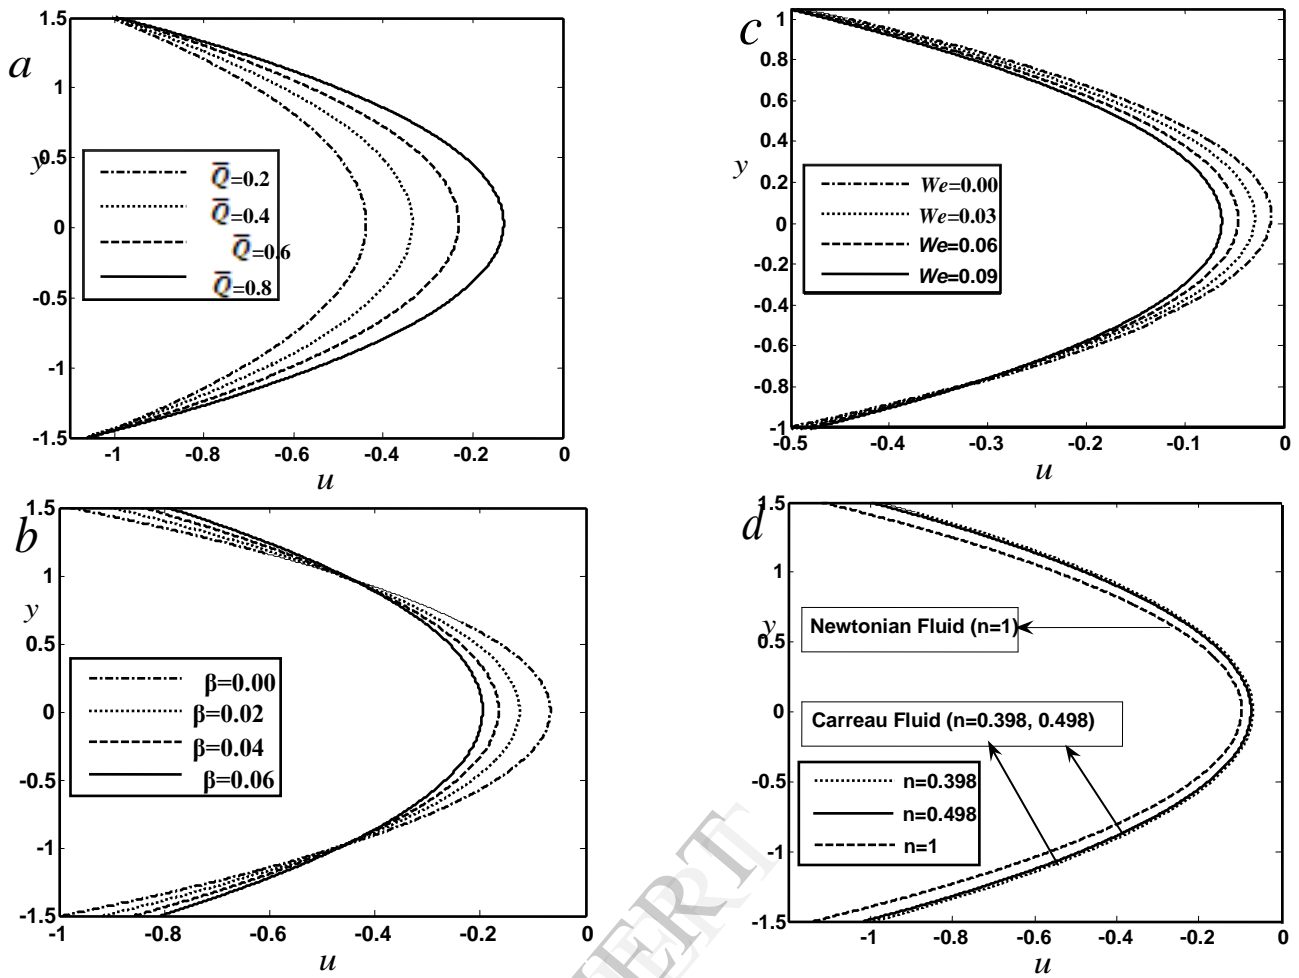 a
1.5
1
0.5
0
-0.5
-1
-1.5
y
Q̅=0.2
Q̅=0.4
Q̅=0.6
Q̅=0.8
-1 -0.8 -0.6 -0.4 -0.2 0
u
c
1
0.8
0.6
0.4
0.2
0
-0.2
-0.4
-0.6
-0.8
-1
y
We=0.00
We=0.03
We=0.06
We=0.09
-0.5 -0.4 -0.3 -0.2 -0.1 0
u
b
1.5
1
0.5
0
-0.5
-1
-1.5
y
β=0.00
β=0.02
β=0.04
β=0.06
-1 -0.8 -0.6 -0.4 -0.2 0
u
d
1.5
1
0.5
0
-0.5
-1
-1.5
y
Newtonian Fluid (n=1)
Carreau Fluid (n=0.398, 0.498)
n=0.398
n=0.498
n=1
-1 -0.8 -0.6 -0.4 -0.2 0
u
ERT